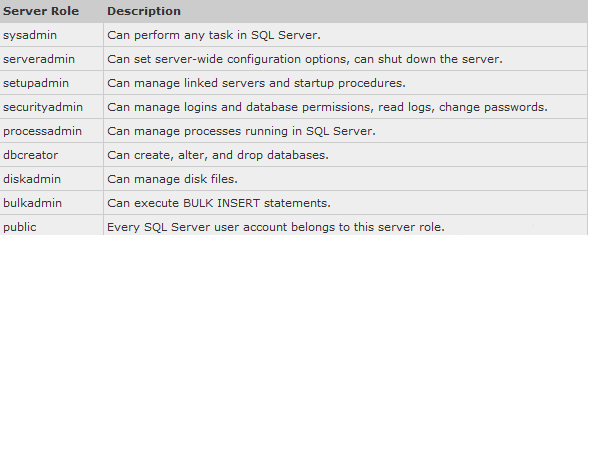 Server Role Description
sysadmin Can perform any task in SQL Server.
serveradmin Can set server-wide configuration options, can shut down the server.
setupadmin Can manage linked servers and startup procedures.
securityadmin Can manage logins and database permissions, read logs, change passwords.
processadmin Can manage processes running in SQL Server.
dbcreator Can create, alter, and drop databases.
diskadmin Can manage disk files.
bulkadmin Can execute BULK INSERT statements.
public Every SQL Server user account belongs to this server role.